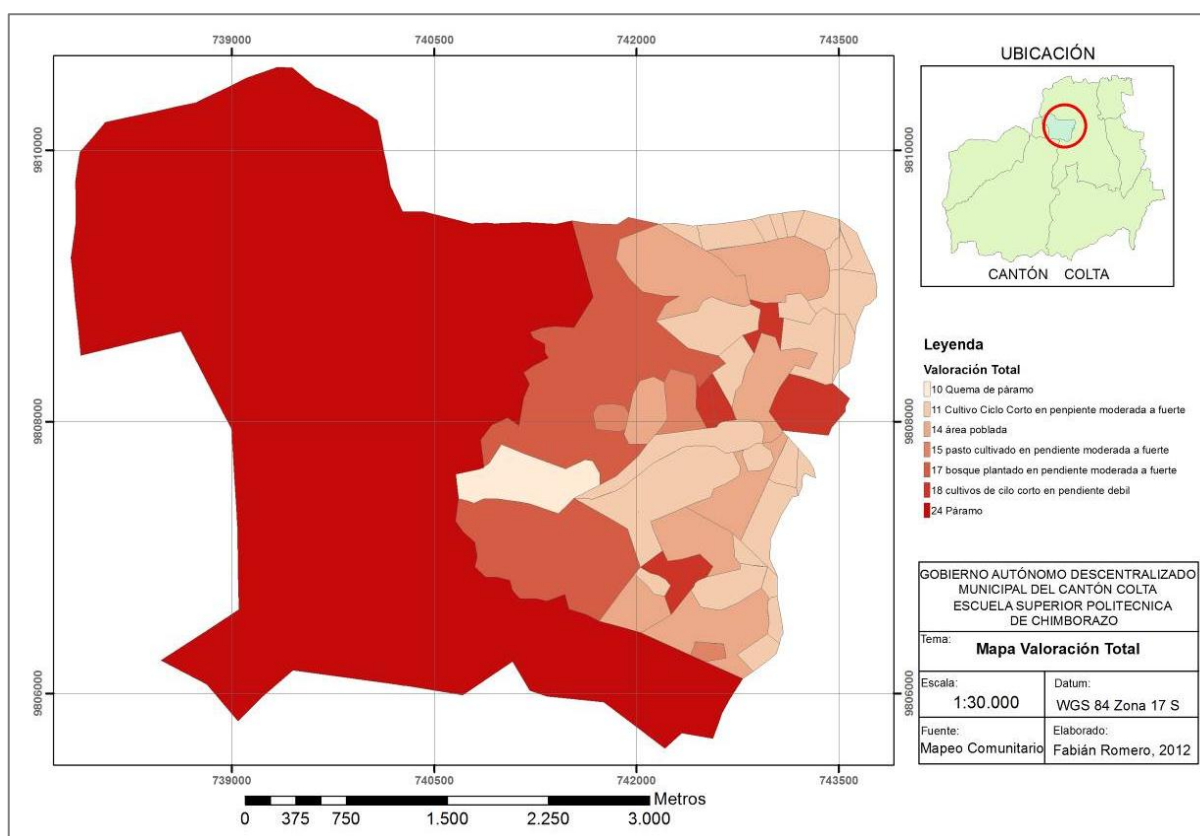 739000 740500 742000 743500
9810000 9810000
9808000 9808000
9806000 9806000
739000 740500 742000 743500
Metros
0 375 750 1.500 2.250 3.000
UBICACIÓN
CANTÓN COLTA
Leyenda
Valoración Total
10 Quema de páramo
11 Cultivo Ciclo Corto en penpiente moderada a fuerte
14 área poblada
15 pasto cultivado en pendiente moderada a fuerte
17 bosque plantado en pendiente moderada a fuerte
18 cultivos de cilo corto en pendiente debil
24 Páramo
GOBIERNO AUTÓNOMO DESCENTRALIZADO
MUNICIPAL DEL CANTÓN COLTA
ESCUELA SUPERIOR POLITECNICA
DE CHIMBORAZO
Tema:
Mapa Valoración Total
Escala:
1:30.000
Datum:
WGS 84 Zona 17 S
Fuente:
Mapeo Comunitario
Elaborado:
Fabián Romero, 2012